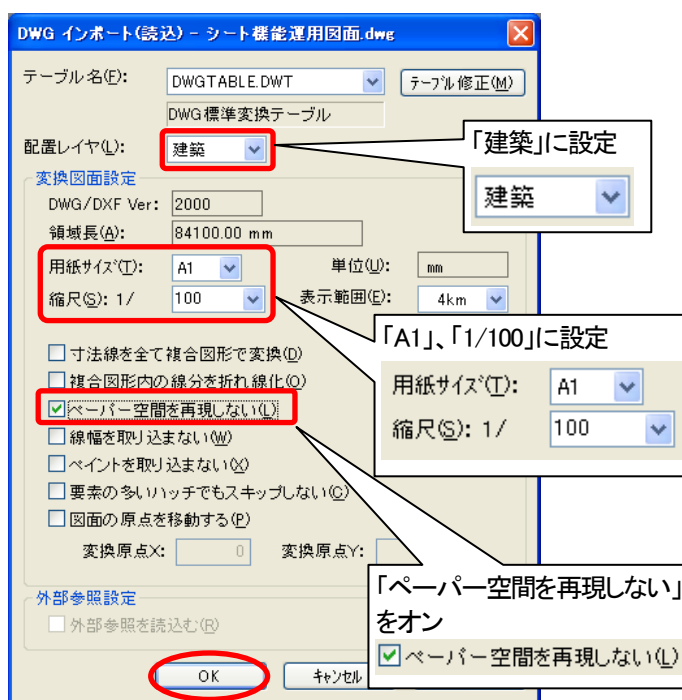 DWG インポート(読込) - シート機能運用図面.dwg
テーブル名(F): DWGTABLE.DWT テーブル修正(M)
DWG標準変換テーブル
配置レイヤ(L): 建築
「建築」に設定
建築
変換図面設定
DWG/DXF Ver: 2000
領域長(A): 84100.00 mm
用紙サイズ(T): A1 単位(U): mm
縮尺(S): 1/ 100 表示範囲(E): 4km
「A1」、「1/100」に設定
用紙サイズ(T): A1
縮尺(S): 1/ 100
寸法線を全て複合図形で変換(D)
複合図形内の線分を折れ線化(O)
ペーパー空間を再現しない(L)
線幅を取り込まない(W)
ペイントを取り込まない(X)
要素の多いハッチでもスキップしない(C)
図面の原点を移動する(P)
変換原点X: 0 変換原点Y:
「ペーパー空間を再現しない」
をオン
ペーパー空間を再現しない(L)
外部参照設定
外部参照を読込む(R)
OK キャンセル